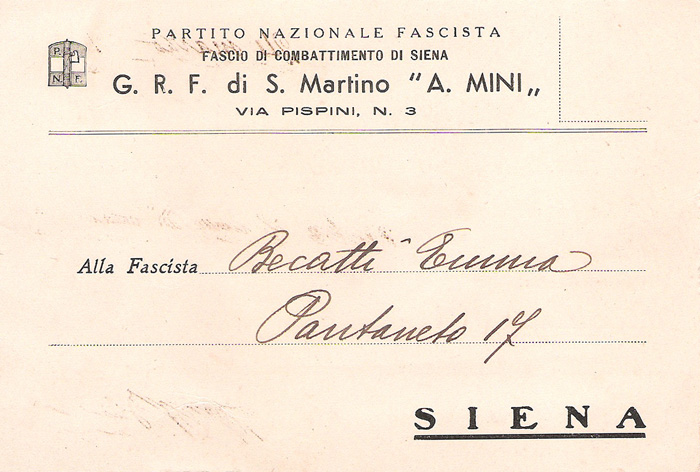 PARTITO NAZIONALE FASCISTA
FASCIO DI COMBATTIMENTO DI SIENA
P. N. F.
G. R. F. di S. Martino "A. MINI„
VIA PISPINI, N. 3
Alla Fascista Becatti Emma
Pantaneto 17
SIENA